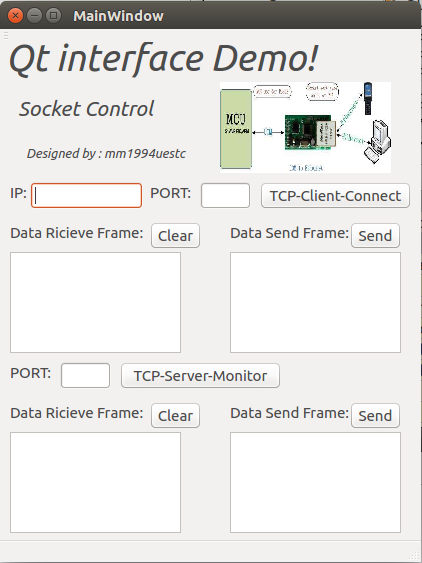 MainWindow
Qt interface Demo!
Socket Control
MCU
Designed by : mm1994uestc
IP:
PORT:
TCP-Client-Connect
Data Ricieve Frame:
Clear
Data Send Frame:
Send
PORT:
TCP-Server-Monitor
Data Ricieve Frame:
Clear
Data Send Frame:
Send